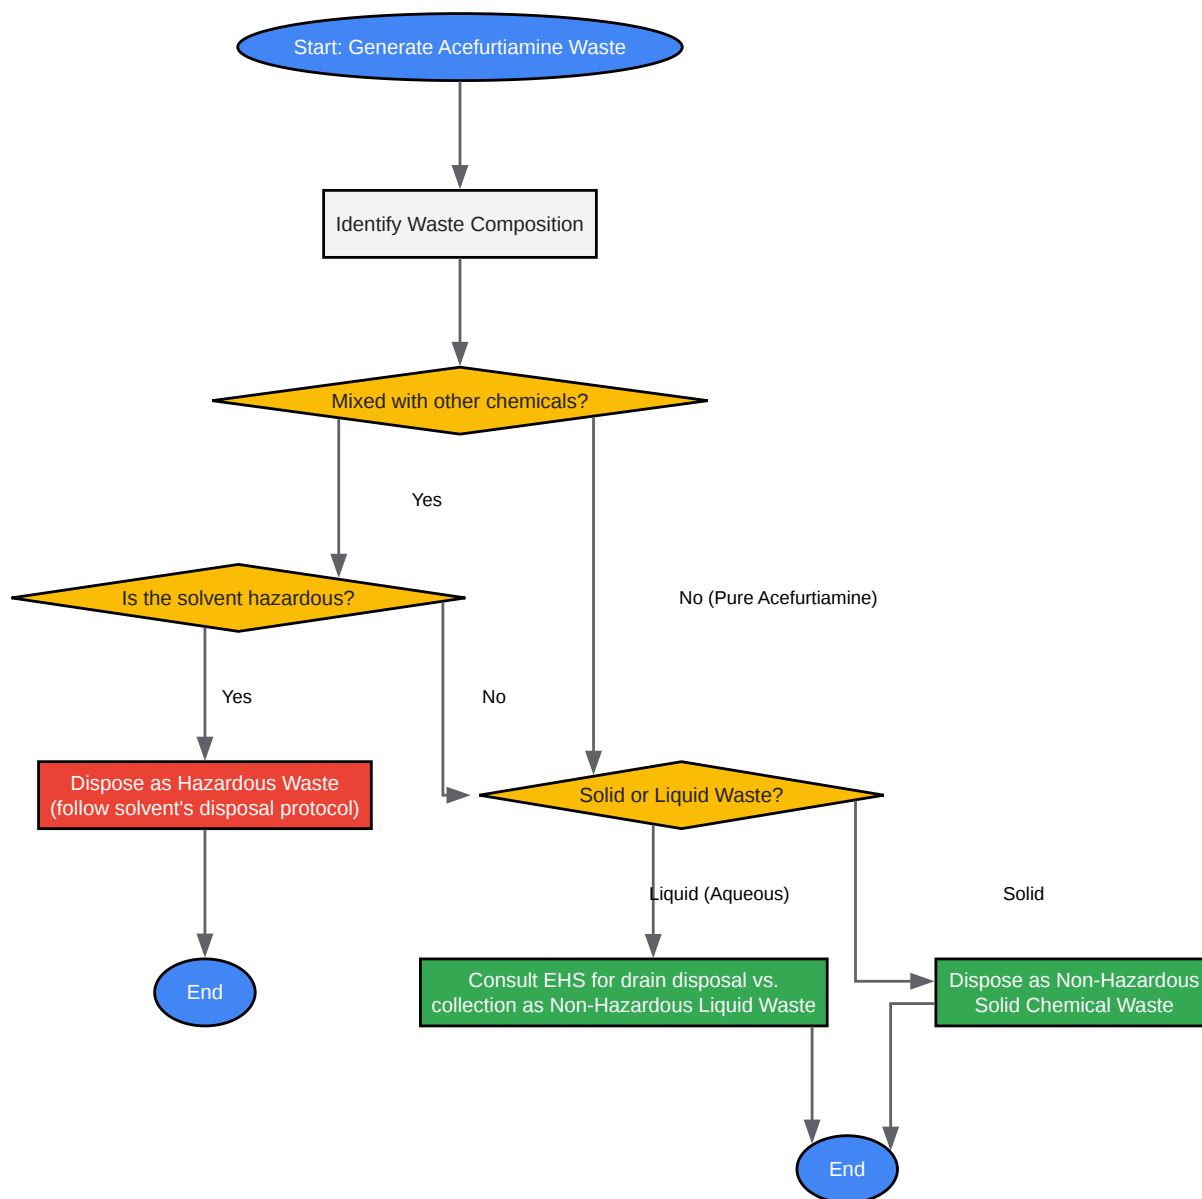 Start: Generate Acefurtiamine Waste
Identify Waste Composition
Mixed with other chemicals?
Yes
Is the solvent hazardous?
No (Pure Acefurtiamine)
Yes
No
Dispose as Hazardous Waste
(follow solvent's disposal protocol)
Solid or Liquid Waste?
Liquid (Aqueous)
Solid
End
Consult EHS for drain disposal vs.
collection as Non-Hazardous Liquid Waste
Dispose as Non-Hazardous
Solid Chemical Waste
End